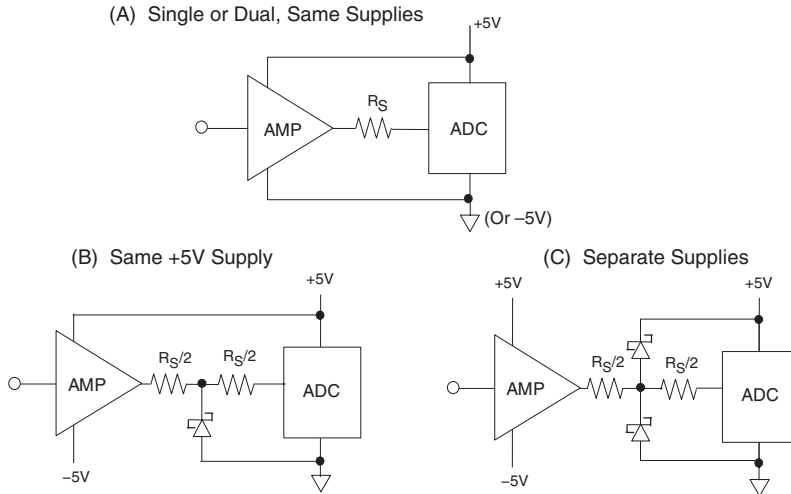 (A) Single or Dual, Same Supplies
+5V
AMP
RS
ADC
(Or –5V)
(B) Same +5V Supply
+5V
AMP
RS/2
RS/2
ADC
–5V
(C) Separate Supplies
+5V
+5V
AMP
RS/2
RS/2
ADC
–5V